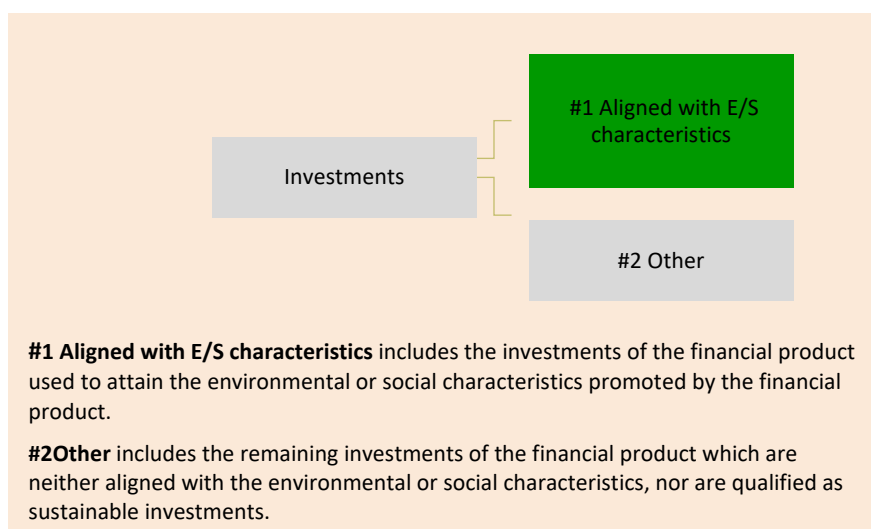 #1 Aligned with E/S
characteristics
Investments
#2 Other
#1 Aligned with E/S characteristics includes the investments of the financial product
used to attain the environmental or social characteristics promoted by the financial
product.
#2Other includes the remaining investments of the financial product which are
neither aligned with the environmental or social characteristics, nor are qualified as
sustainable investments.